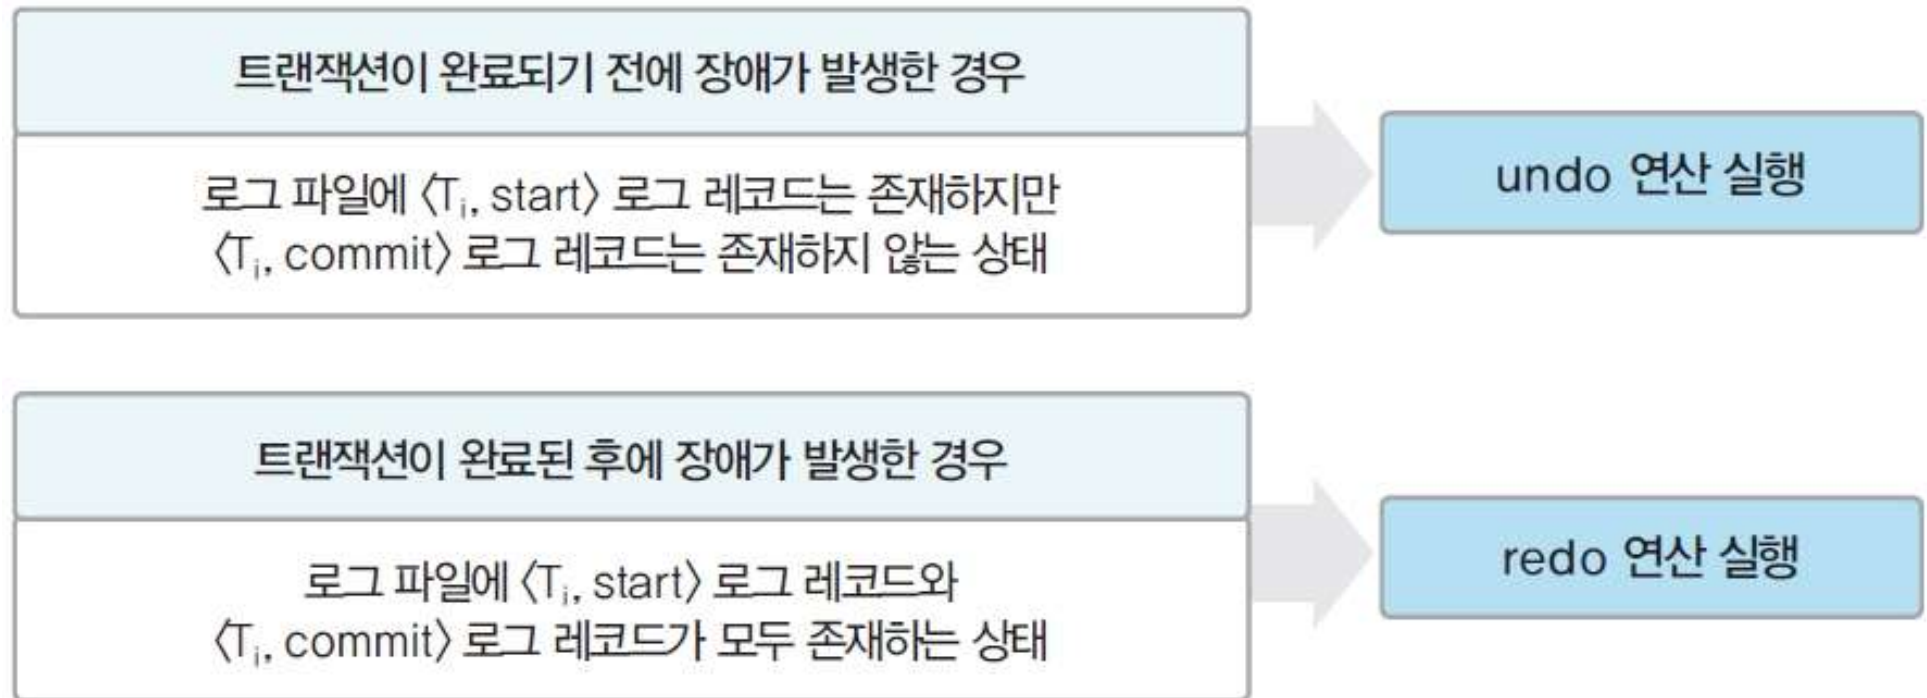 트랜잭션이 완료되기 전에 장애가 발생한 경우
로그 파일에 〈Ti, start〉 로그 레코드는 존재하지만
〈Ti, commit〉 로그 레코드는 존재하지 않는 상태
undo 연산 실행
트랜잭션이 완료된 후에 장애가 발생한 경우
로그 파일에 〈Ti, start〉 로그 레코드와
〈Ti, commit〉 로그 레코드가 모두 존재하는 상태
redo 연산 실행